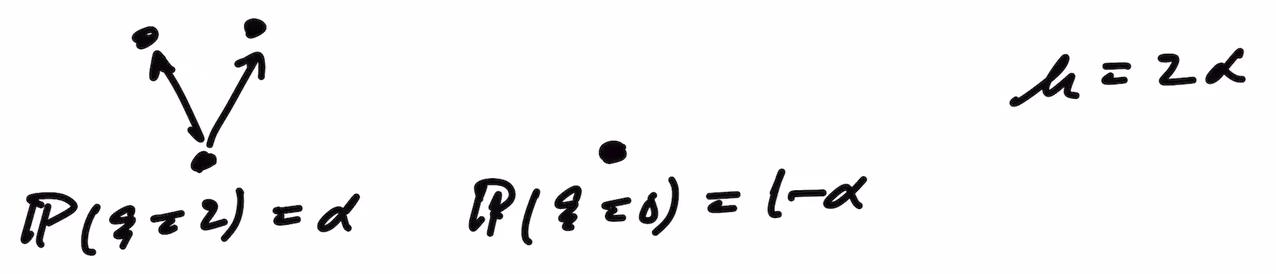 μ = 2α
ℙ(ξ = 2) = α ℙ(ξ = 0) = 1 - α